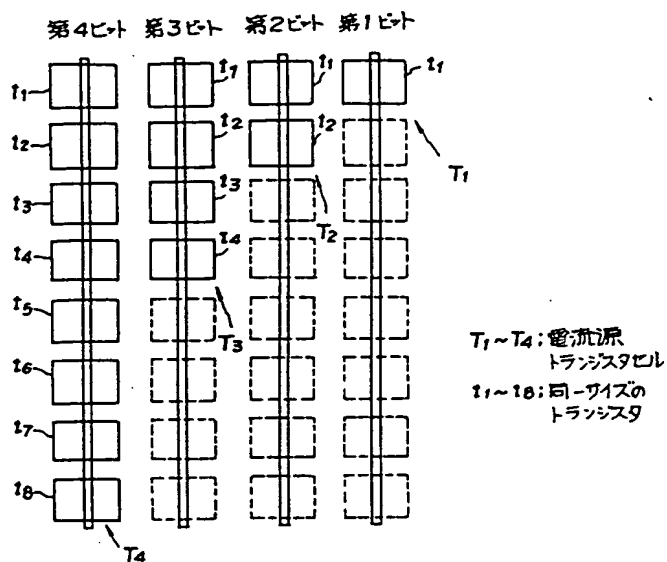 第4ビット 第3ビット 第2ビット 第1ビット
t1 t1 t1 t1
t2 t2 t2
T1
t3 t3
T2
t4 t4
t5
T3
T1~T4;電流源
トランジスタセル
t6
t1~t8;同一サイズの
トランジスタ
t7
t8
T4